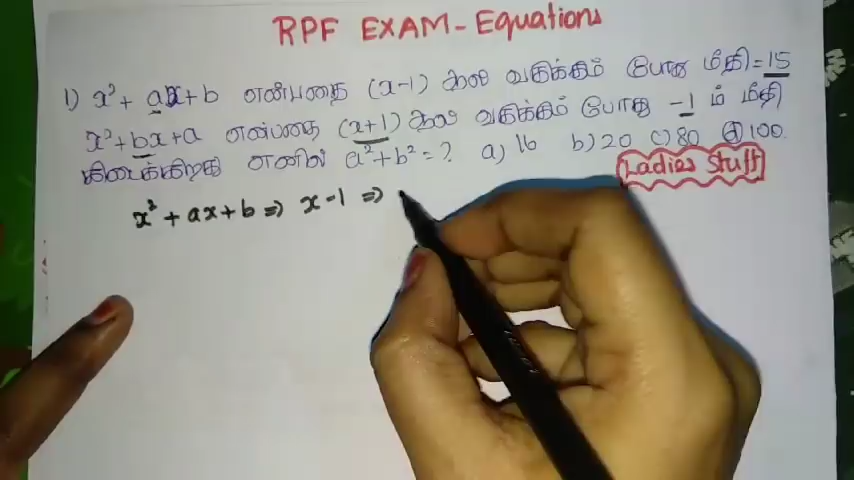 RPF EXAM - Equations
1) x² + ax + b என்பதை (x-1) ஆல் வகுக்கும் போது மீதி = 15
x² + bx + a என்பதை (x+1) ஆல் வகுக்கும் போது -1 ம் மீதி
கிடைக்கிறது எனில் a² + b² = ? a) 16 b) 20 c) 80 d) 100.
Ladies Stuff
x² + ax + b ⇒ x - 1 ⇒